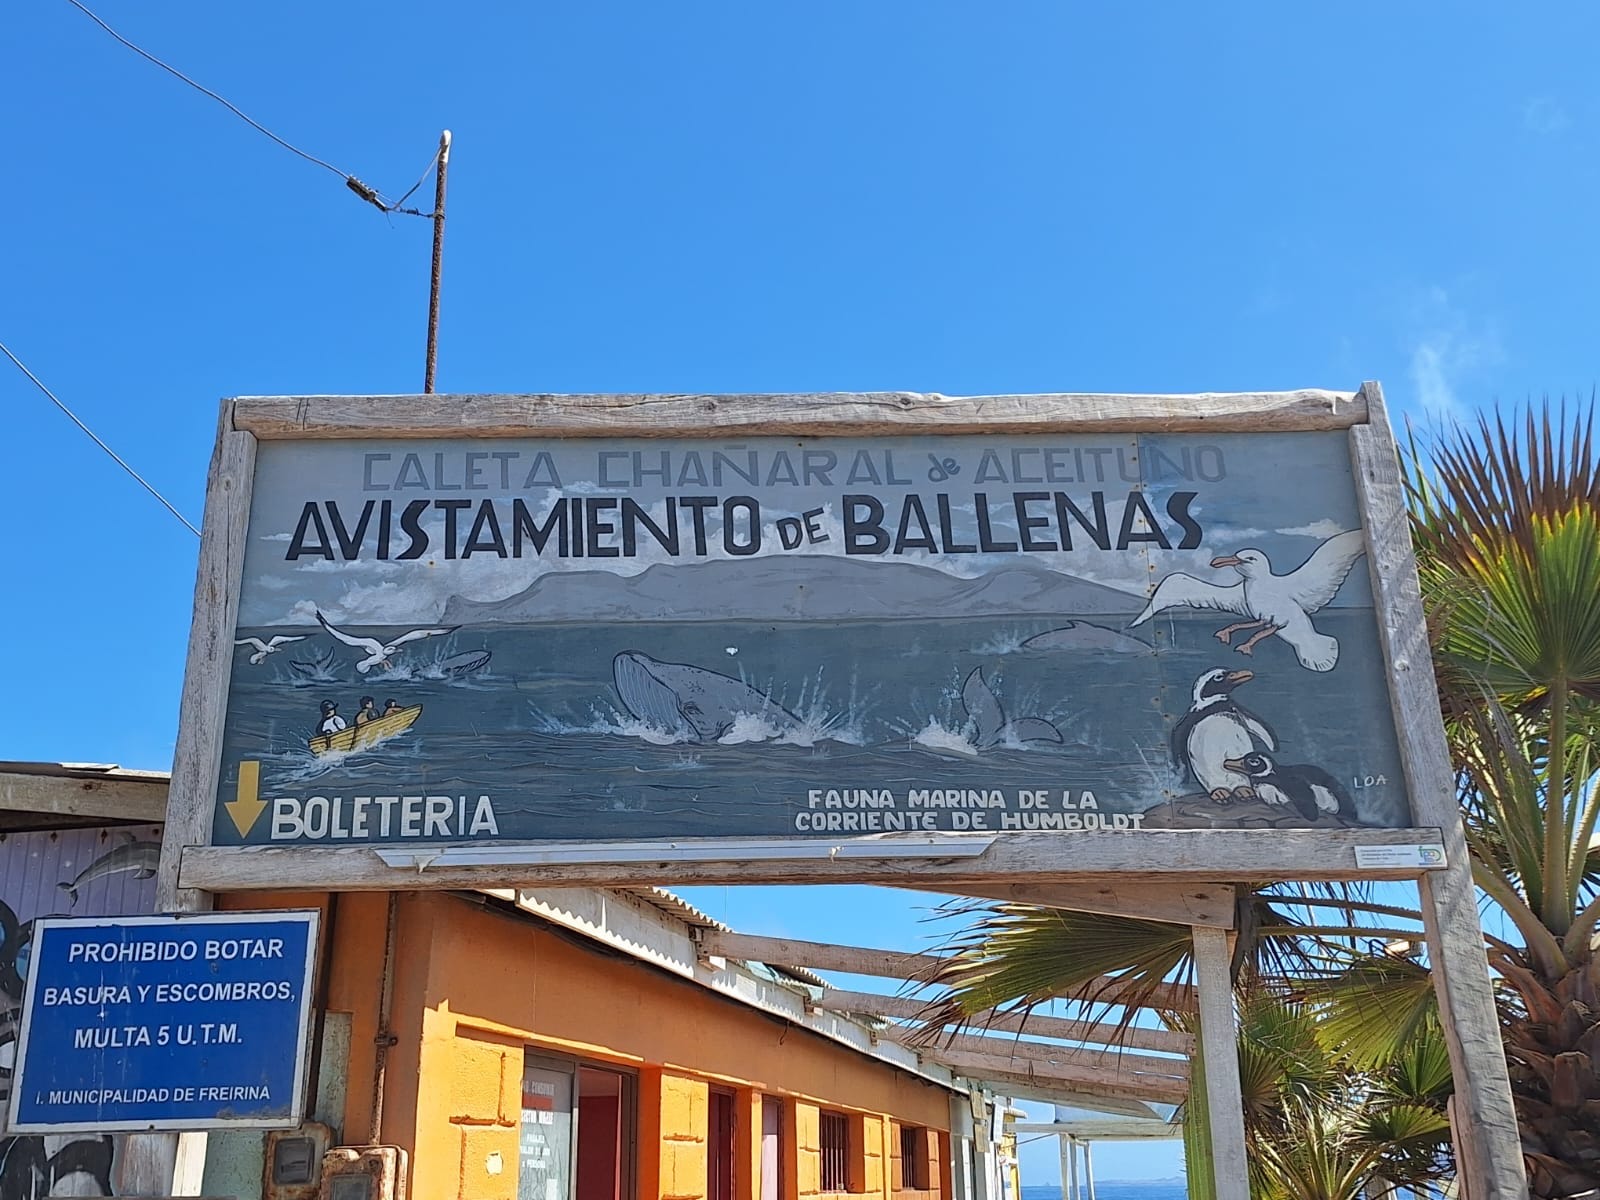 CALETA CHAÑARAL de ACEITUNO
AVISTAMIENTO DE BALLENAS
BOLETERIA
FAUNA MARINA DE LA
CORRIENTE DE HUMBOLDT
LOA
PROHIBIDO BOTAR
BASURA Y ESCOMBROS,
MULTA 5 U.T.M.
I. MUNICIPALIDAD DE FREIRINA